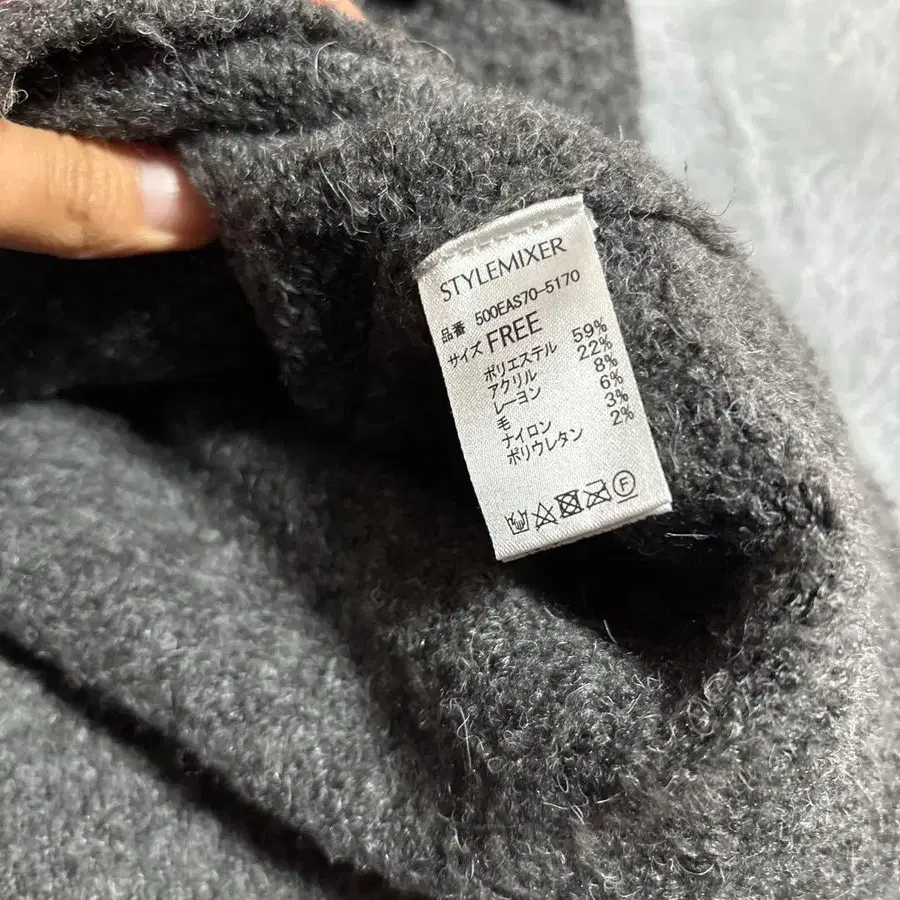 STYLEMIXER
品番 500EAS70-5170
サイズ FREE
ポリエステル 59%
アクリル 22%
レーヨン 8%
毛 6%
ナイロン 3%
ポリウレタン 2%
F